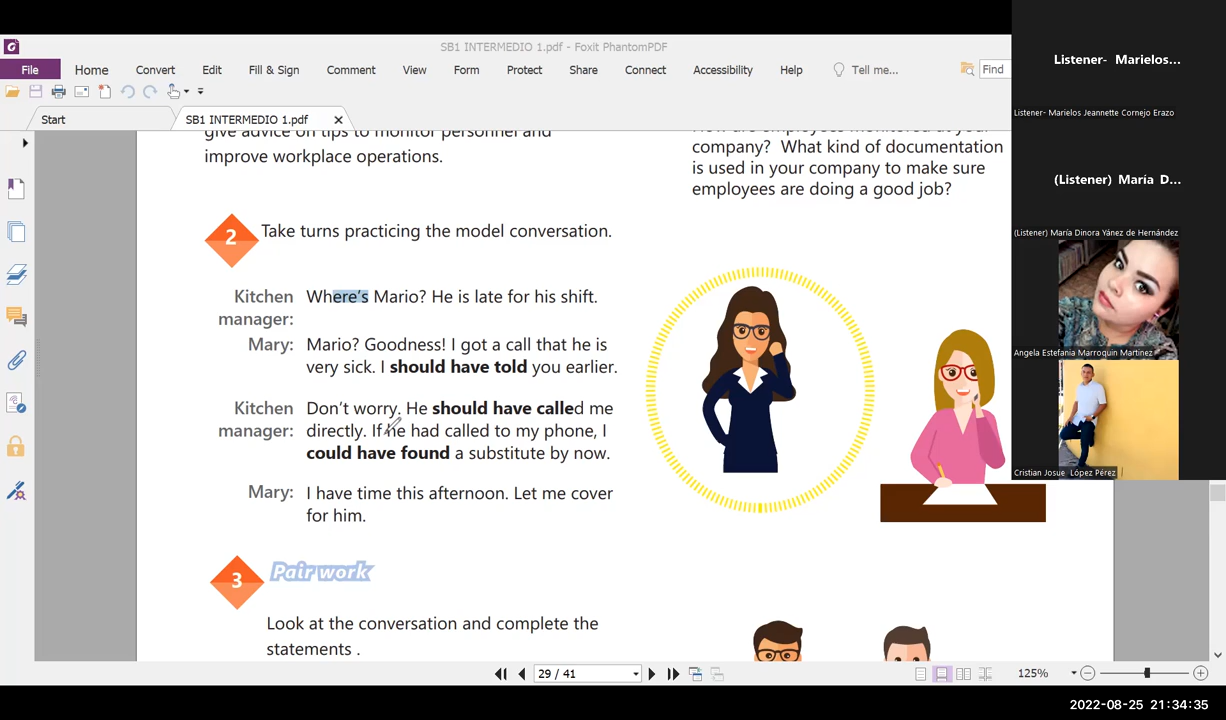 SB1 INTERMEDIO 1.pdf - Foxit PhantomPDF
File Home Convert Edit Fill & Sign Comment View Form Protect Share Connect Accessibility Help Tell me... Find
Start
SB1 INTERMEDIO 1.pdf
give advice on tips to monitor personnel and
improve workplace operations.
How are employees monitored at your
company? What kind of documentation
is used in your company to make sure
employees are doing a good job?
2 Take turns practicing the model conversation.
Kitchen manager: Where's Mario? He is late for his shift.
Mary: Mario? Goodness! I got a call that he is
very sick. I should have told you earlier.
Kitchen manager: Don't worry. He should have called me
directly. If he had called to my phone, I
could have found a substitute by now.
Mary: I have time this afternoon. Let me cover
for him.
3 Pair work
Look at the conversation and complete the
statements .
29 / 41
125%
Listener- Marielos...
Listener- Marielos Jeannette Cornejo Erazo
(Listener) María D...
(Listener) María Dinora Yánez de Hernández
Angela Estefania Marroquin Martinez
Cristian Josue López Pérez
2022-08-25 21:34:35